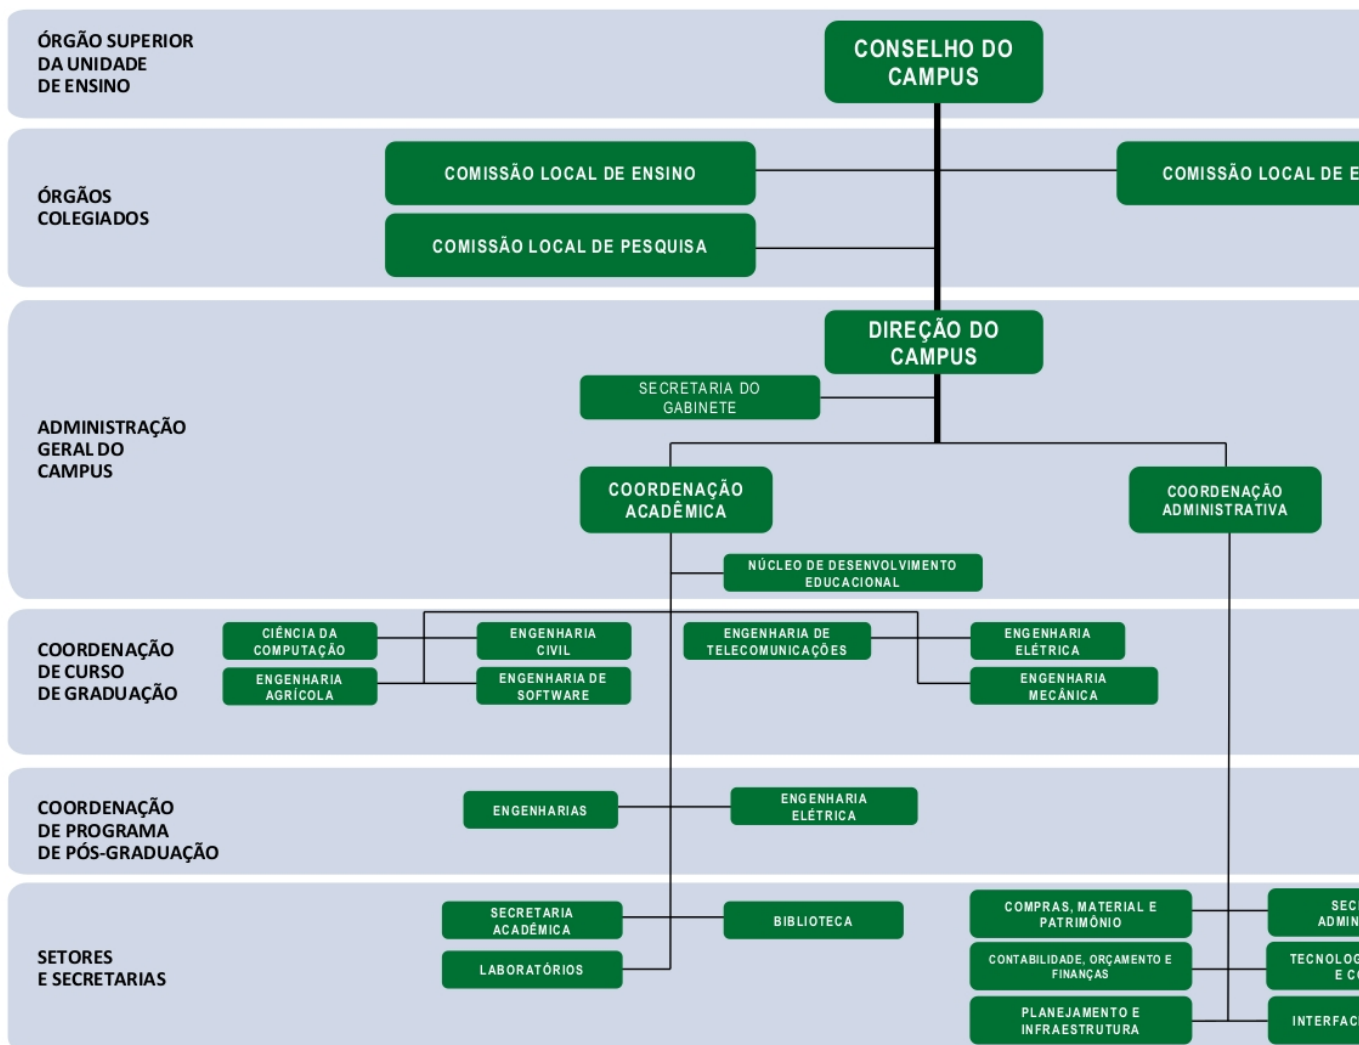 ÓRGÃO SUPERIOR
DA UNIDADE
DE ENSINO
CONSELHO DO
CAMPUS
ÓRGÃOS
COLEGIADOS
COMISSÃO LOCAL DE ENSINO
COMISSÃO LOCAL DE
COMISSÃO LOCAL DE PESQUISA
ADMINISTRAÇÃO
GERAL DO
CAMPUS
DIREÇÃO DO
CAMPUS
SECRETARIA DO
GABINETE
COORDENAÇÃO
ACADÊMICA
COORDENAÇÃO
ADMINISTRATIVA
NÚCLEO DE DESENVOLVIMENTO
EDUCACIONAL
COORDENAÇÃO
DE CURSO
DE GRADUAÇÃO
CIÊNCIA DA
COMPUTAÇÃO
ENGENHARIA
CIVIL
ENGENHARIA DE
TELECOMUNICAÇÕES
ENGENHARIA
ELÉTRICA
ENGENHARIA
AGRÍCOLA
ENGENHARIA DE
SOFTWARE
ENGENHARIA
MECÂNICA
COORDENAÇÃO
DE PROGRAMA
DE PÓS-GRADUAÇÃO
ENGENHARIAS
ENGENHARIA
ELÉTRICA
SETORES
E SECRETARIAS
SECRETARIA
ACADÊMICA
BIBLIOTECA
LABORATÓRIOS
COMPRAS, MATERIAL E
PATRIMÔNIO
CONTABILIDADE, ORÇAMENTO E
FINANÇAS
E
PLANEJAMENTO E
INFRAESTRUTURA